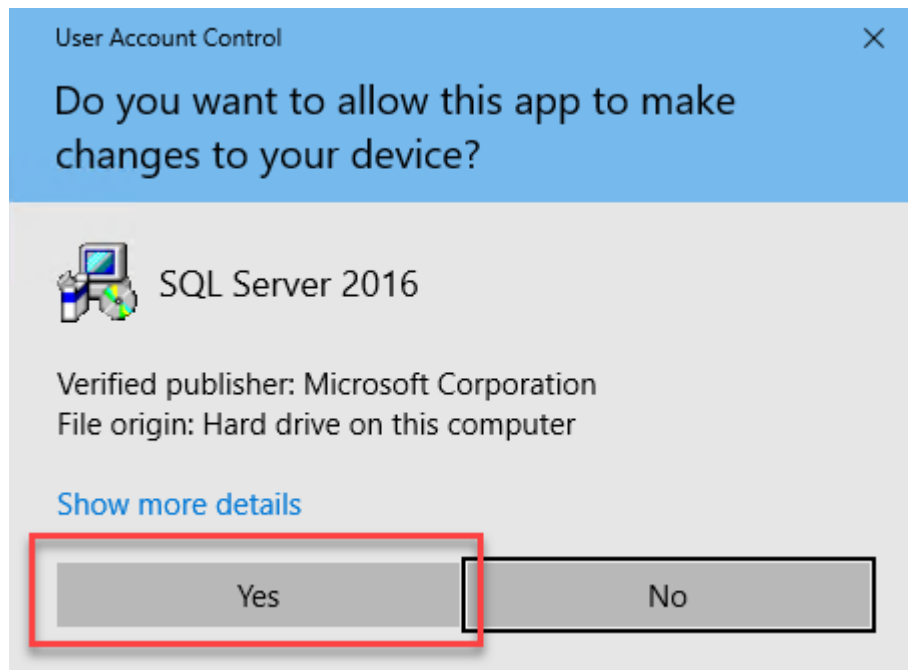 User Account Control
Do you want to allow this app to make
changes to your device?
SQL Server 2016
Verified publisher: Microsoft Corporation
File origin: Hard drive on this computer
Show more details
Yes
No